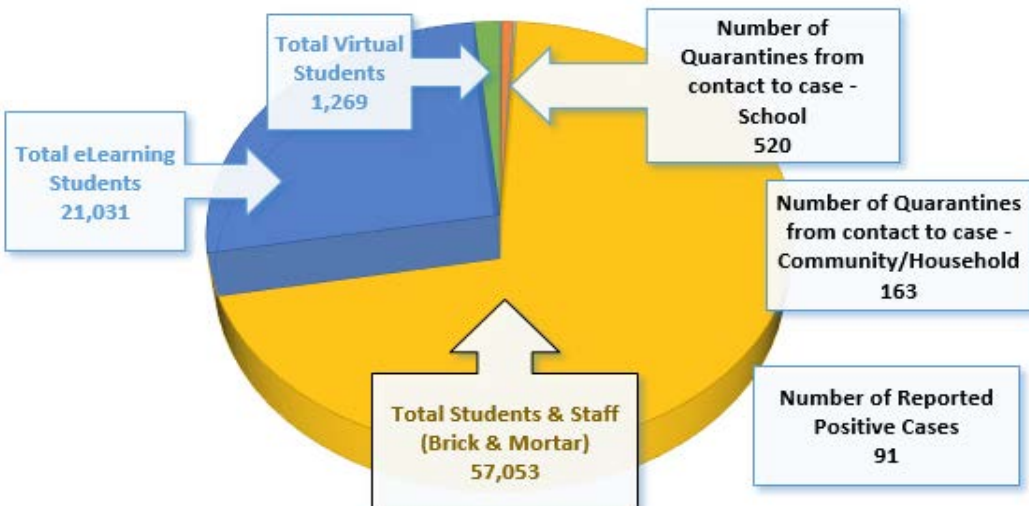 Total Virtual
Students
1,269
Number of
Quarantines from
contact to case -
School
520
Total eLearning
Students
21,031
Number of Quarantines
from contact to case -
Community/Household
163
Total Students & Staff
(Brick & Mortar)
57,053
Number of Reported
Positive Cases
91